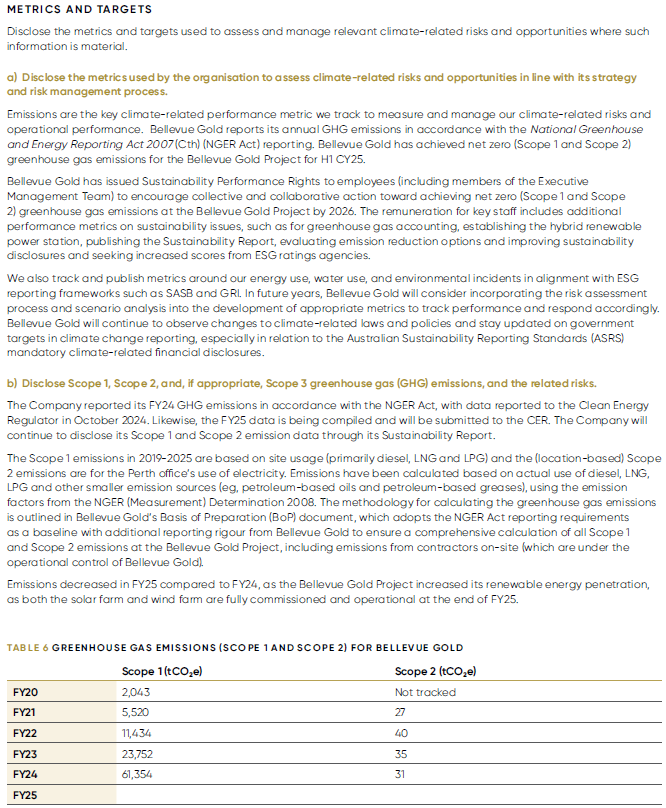 METRICS AND TARGETS
Disclose the metrics and targets used to assess and manage relevant climate-related risks and opportunities where such
information is material.
a) Disclose the metrics used by the organisation to assess climate-related risks and opportunities in line with its strategy
and risk management process.
Emissions are the key climate-related performance metric we track to measure and manage our climate-related risks and
operational performance. Bellevue Gold reports its annual GHG emissions in accordance with the National Greenhouse
and Energy Reporting Act 2007 (Cth) (NGER Act) reporting. Bellevue Gold has achieved net zero (Scope 1 and Scope 2)
greenhouse gas emissions for the Bellevue Gold Project for H1 CY25.
Bellevue Gold has issued Sustainability Performance Rights to employees (including members of the Executive
Management Team) to encourage collective and collaborative action toward achieving net zero (Scope 1 and Scope
2) greenhouse gas emissions at the Bellevue Gold Project by 2026. The remuneration for key staff includes additional
performance metrics on sustainability issues, such as for greenhouse gas accounting, establishing the hybrid renewable
power station, publishing the Sustainability Report, evaluating emission reduction options and improving sustainability
disclosures and seeking increased scores from ESG ratings agencies.
We also track and publish metrics around our energy use, water use, and environmental incidents in alignment with ESG
reporting frameworks such as SASB and GRI. In future years, Bellevue Gold will consider incorporating the risk assessment
process and scenario analysis into the development of appropriate metrics to track performance and respond accordingly.
Bellevue Gold will continue to observe changes to climate-related laws and policies and stay updated on government
targets in climate change reporting, especially in relation to the Australian Sustainability Reporting Standards (ASRS)
mandatory climate-related financial disclosures.
b) Disclose Scope 1, Scope 2, and, if appropriate, Scope 3 greenhouse gas (GHG) emissions, and the related risks.
The Company reported its FY24 GHG emissions in accordance with the NGER Act, with data reported to the Clean Energy
Regulator in October 2024. Likewise, the FY25 data is being compiled and will be submitted to the CER. The Company will
continue to disclose its Scope 1 and Scope 2 emission data through its Sustainability Report.
The Scope 1 emissions in 2019-2025 are based on site usage (primarily diesel, LNG and LPG) and the (location-based) Scope
2 emissions are for the Perth office's use of electricity. Emissions have been calculated based on actual use of diesel, LNG,
LPG and other smaller emission sources (eg, petroleum-based oils and petroleum-based greases), using the emission
factors from the NGER (Measurement) Determination 2008. The methodology for calculating the greenhouse gas emissions
is outlined in Bellevue Gold's Basis of Preparation (BoP) document, which adopts the NGER Act reporting requirements
as a baseline with additional reporting rigour from Bellevue Gold to ensure a comprehensive calculation of all Scope 1
and Scope 2 emissions at the Bellevue Gold Project, including emissions from contractors on-site (which are under the
operational control of Bellevue Gold).
Emissions decreased in FY25 compared to FY24, as the Bellevue Gold Project increased its renewable energy penetration,
as both the solar farm and wind farm are fully commissioned and operational at the end of FY25.
TABLE 6 GREENHOUSE GAS EMISSIONS (SCOPE 1 AND SCOPE 2) FOR BELLEVUE GOLD
Scope 1 (tCO₂e) Scope 2 (tCO₂e)
FY20 2,043 Not tracked
FY21 5,520 27
FY22 11,434 40
FY23 23,752 35
FY24 61,354 31
FY25